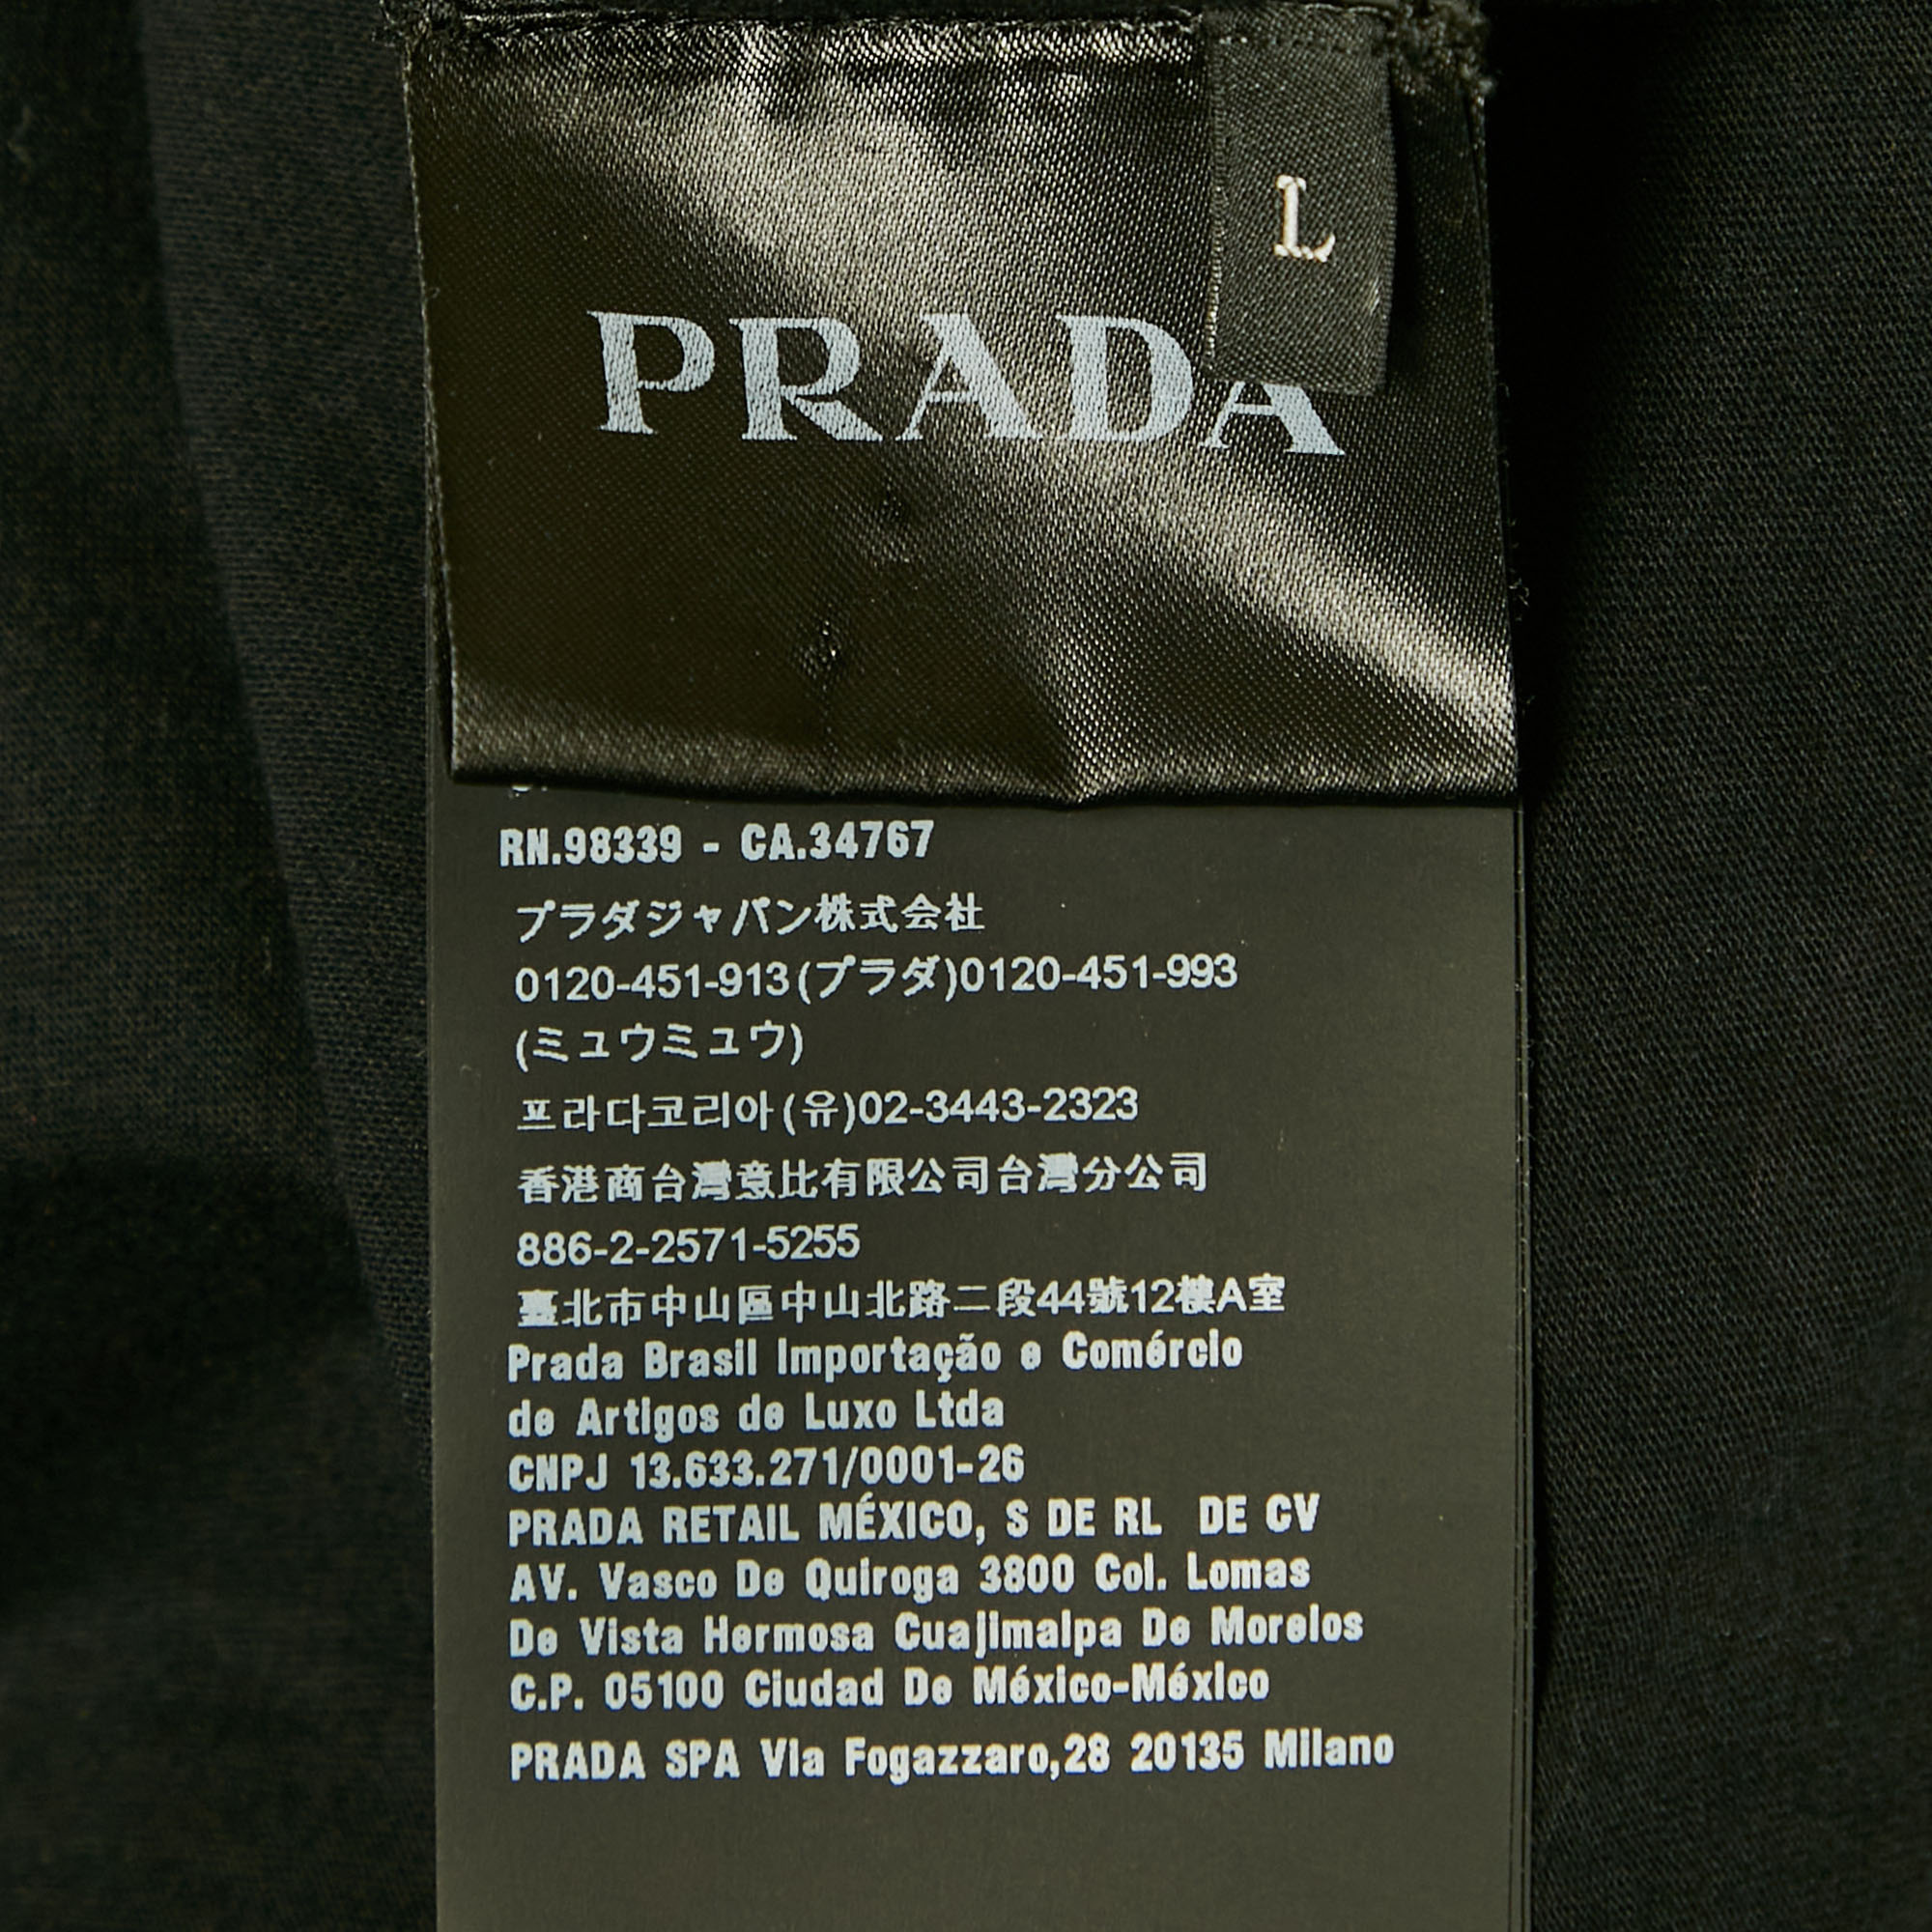 L
PRADA
RN.98339 - CA.34767
プラダジャパン株式会社
0120-451-913(プラダ)0120-451-993
(ミュウミュウ)
프라다코리아(유)02-3443-2323
香港商台灣意比有限公司台灣分公司
886-2-2571-5255
臺北市中山區中山北路二段44號12樓A室
Prada Brasil Importação e Comércio
de Artigos de Luxo Ltda
CNPJ 13.633.271/0001-26
PRADA RETAIL MÉXICO, S DE RL DE CV
AV. Vasco De Quiroga 3800 Col. Lomas
De Vista Hermosa Cuajimalpa De Morelos
C.P. 05100 Ciudad De México-México
PRADA SPA Via Fogazzaro,28 20135 Milano